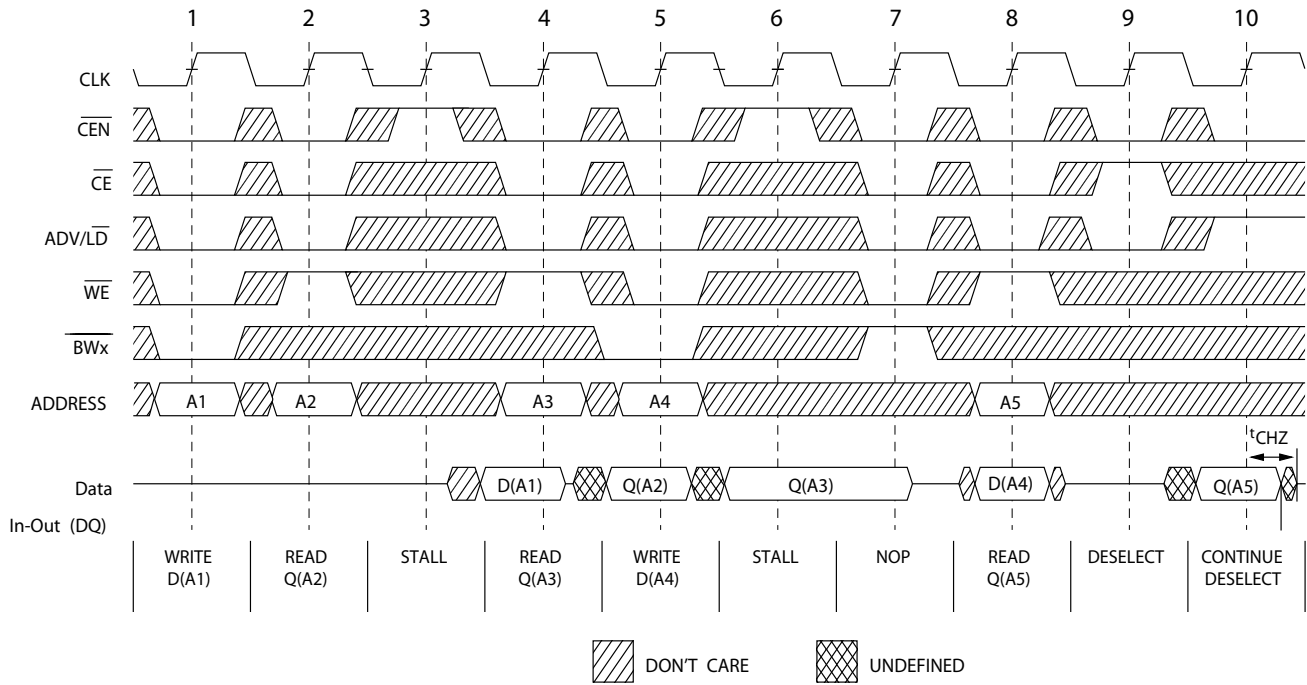 1 2 3 4 5 6 7 8 9 10
CLK
CEN
CE
ADV/LD
WE
BWx
ADDRESS A1 A2 A3 A4 A5
tCHZ
Data D(A1) Q(A2) Q(A3) D(A4) Q(A5)
In-Out (DQ)
WRITE READ STALL READ WRITE STALL NOP READ DESELECT CONTINUE
D(A1) Q(A2) Q(A3) D(A4) Q(A5) DESELECT
DON'T CARE UNDEFINED